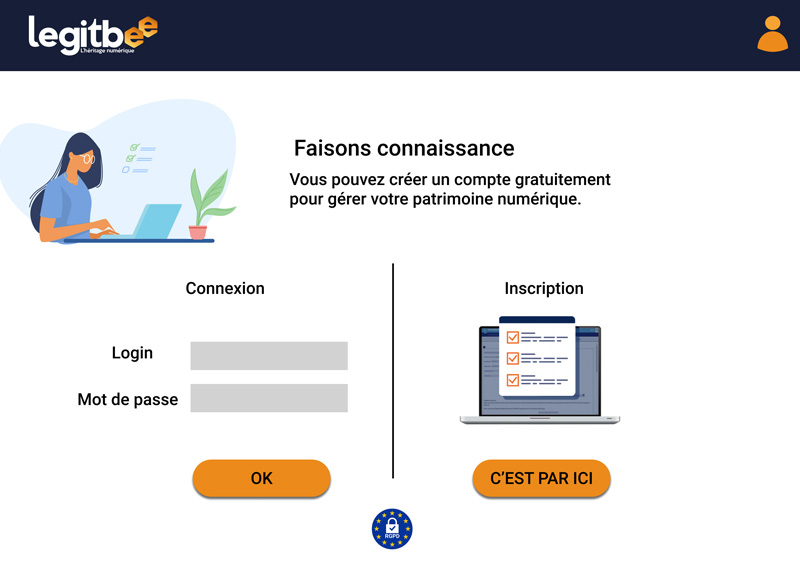 legitbee
L'héritage numérique
Faisons connaissance
Vous pouvez créer un compte gratuitement
pour gérer votre patrimoine numérique.
Connexion
Inscription
Login
Mot de passe
OK
C'EST PAR ICI
RGPD